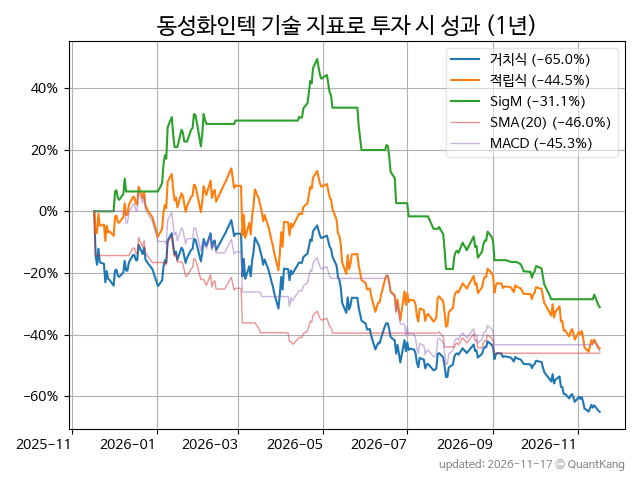 동성화인텍 기술 지표로 투자 시 성과 (1년)
거치식 (−65.0%)
적립식 (−44.5%)
SigM (−31.1%)
SMA(20) (−46.0%)
MACD (−45.3%)
40%
20%
0%
−20%
−40%
−60%
2025-11 2026-01 2026-03 2026-05 2026-07 2026-09 2026-11
updated: 2026-11-17 © QuantKang